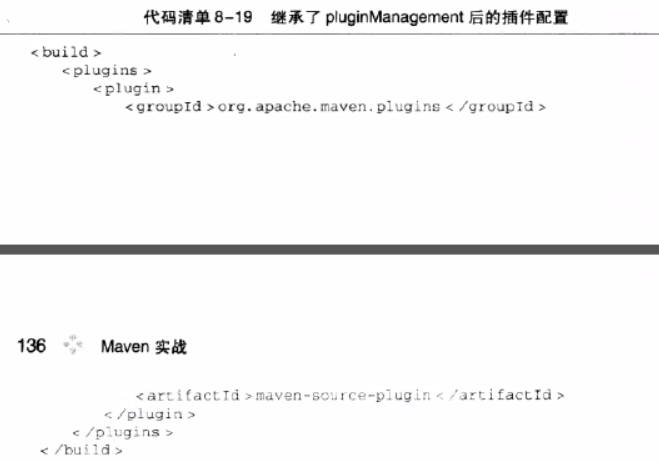 代码清单8-19 继承了 pluginManagement 后的插件配置
<build>
<plugins>
<plugin>
<groupId>org.apache.maven.plugins</groupId>
136 Maven 实战
<artifactId>maven-source-plugin</artifactId>
</plugin>
</plugins>
</build>